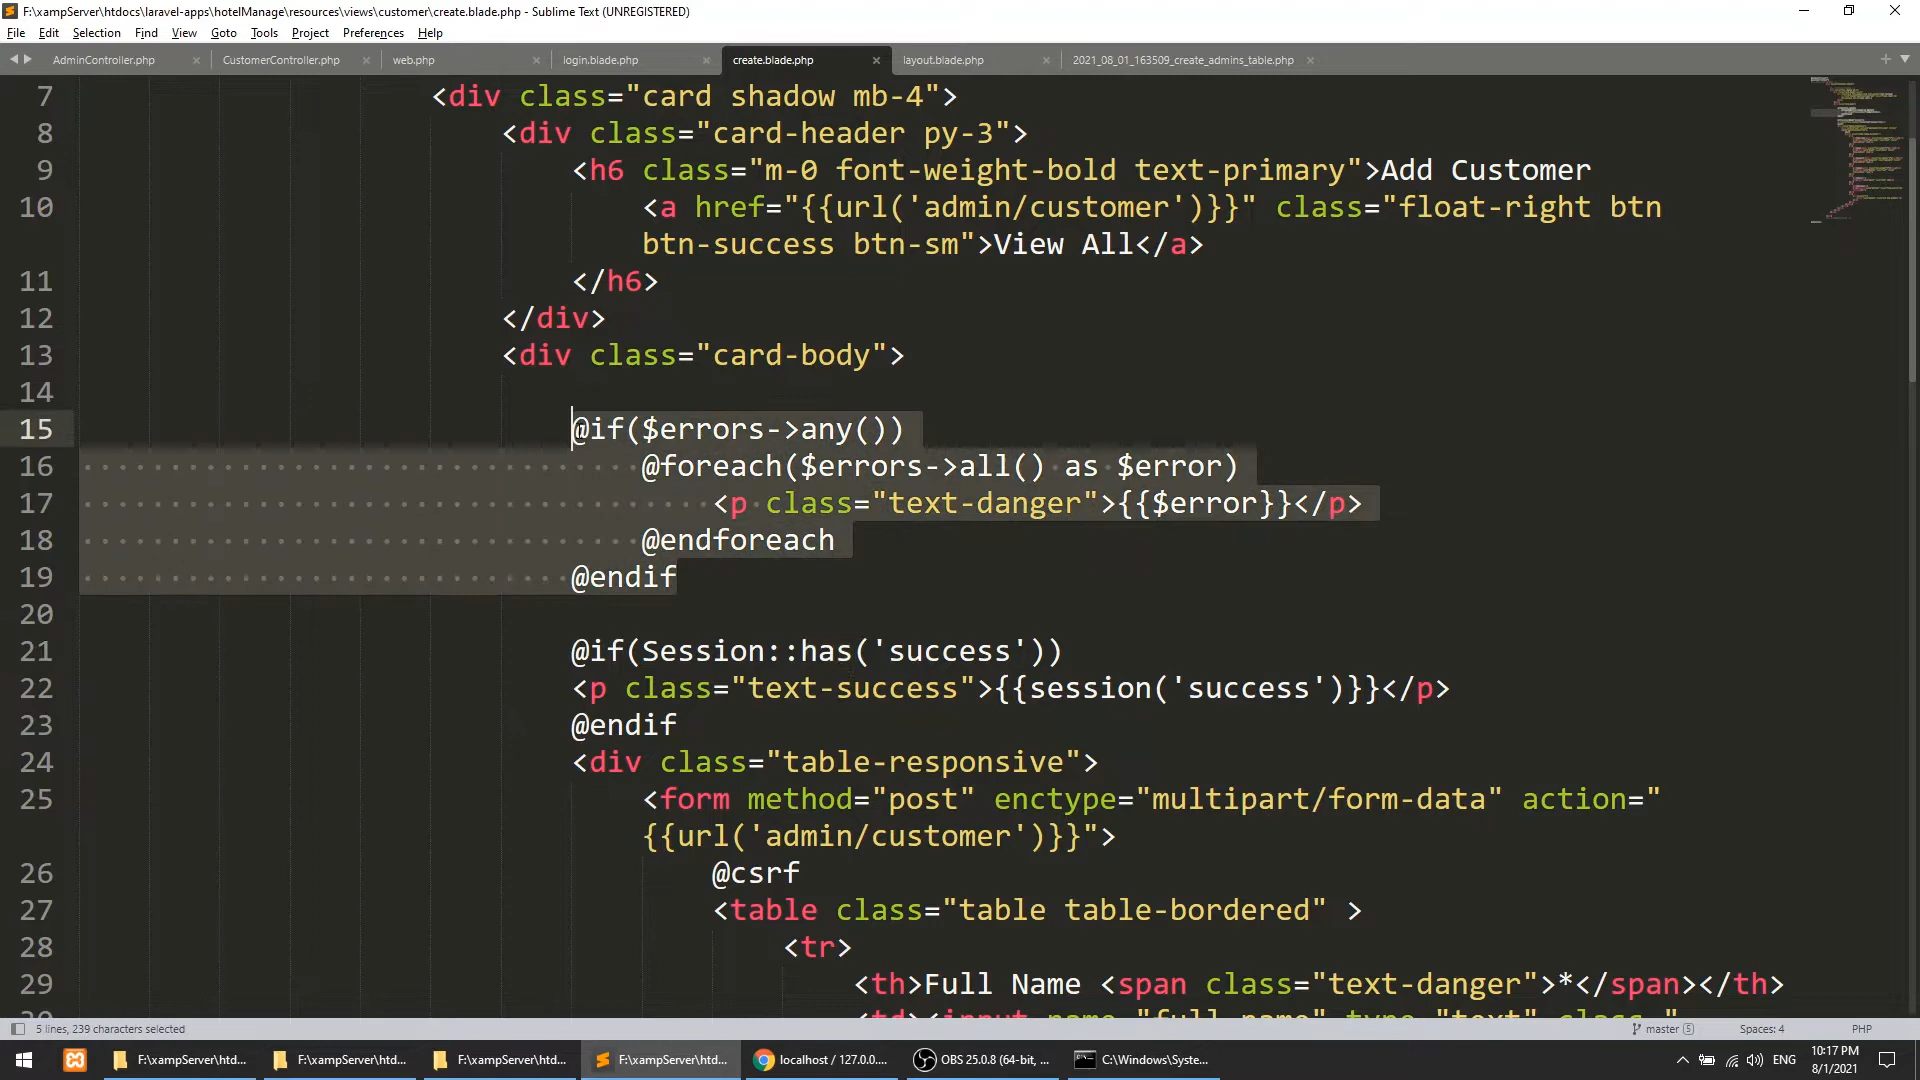 F:\xampServer\htdocs\laravel-apps\hotelManage\resources\views\customer\create.blade.php - Sublime Text (UNREGISTERED)
File Edit Selection Find View Goto Tools Project Preferences Help
AdminController.php CustomerController.php web.php login.blade.php create.blade.php layout.blade.php 2021_08_01_163509_create_admins_table.php
7 <div class="card shadow mb-4">
8 <div class="card-header py-3">
9 <h6 class="m-0 font-weight-bold text-primary">Add Customer
10 <a href="{{url('admin/customer')}}" class="float-right btn
btn-success btn-sm">View All</a>
11 </h6>
12 </div>
13 <div class="card-body">
14
15 @if($errors->any())
16 @foreach($errors->all() as $error)
17 <p class="text-danger">{{$error}}</p>
18 @endforeach
19 @endif
20
21 @if(Session::has('success'))
22 <p class="text-success">{{session('success')}}</p>
23 @endif
24 <div class="table-responsive">
25 <form method="post" enctype="multipart/form-data" action="
{{url('admin/customer')}}">
26 @csrf
27 <table class="table table-bordered" >
28 <tr>
29 <th>Full Name <span class="text-danger">*</span></th>
5 lines, 239 characters selected master 5 Spaces: 4 PHP
F:\xampServer\htd... F:\xampServer\htd... F:\xampServer\htd... F:\xampServer\htd... localhost / 127.0.0.... OBS 25.0.8 (64-bit, ... C:\Windows\Syste... ENG 10:17 PM
8/1/2021